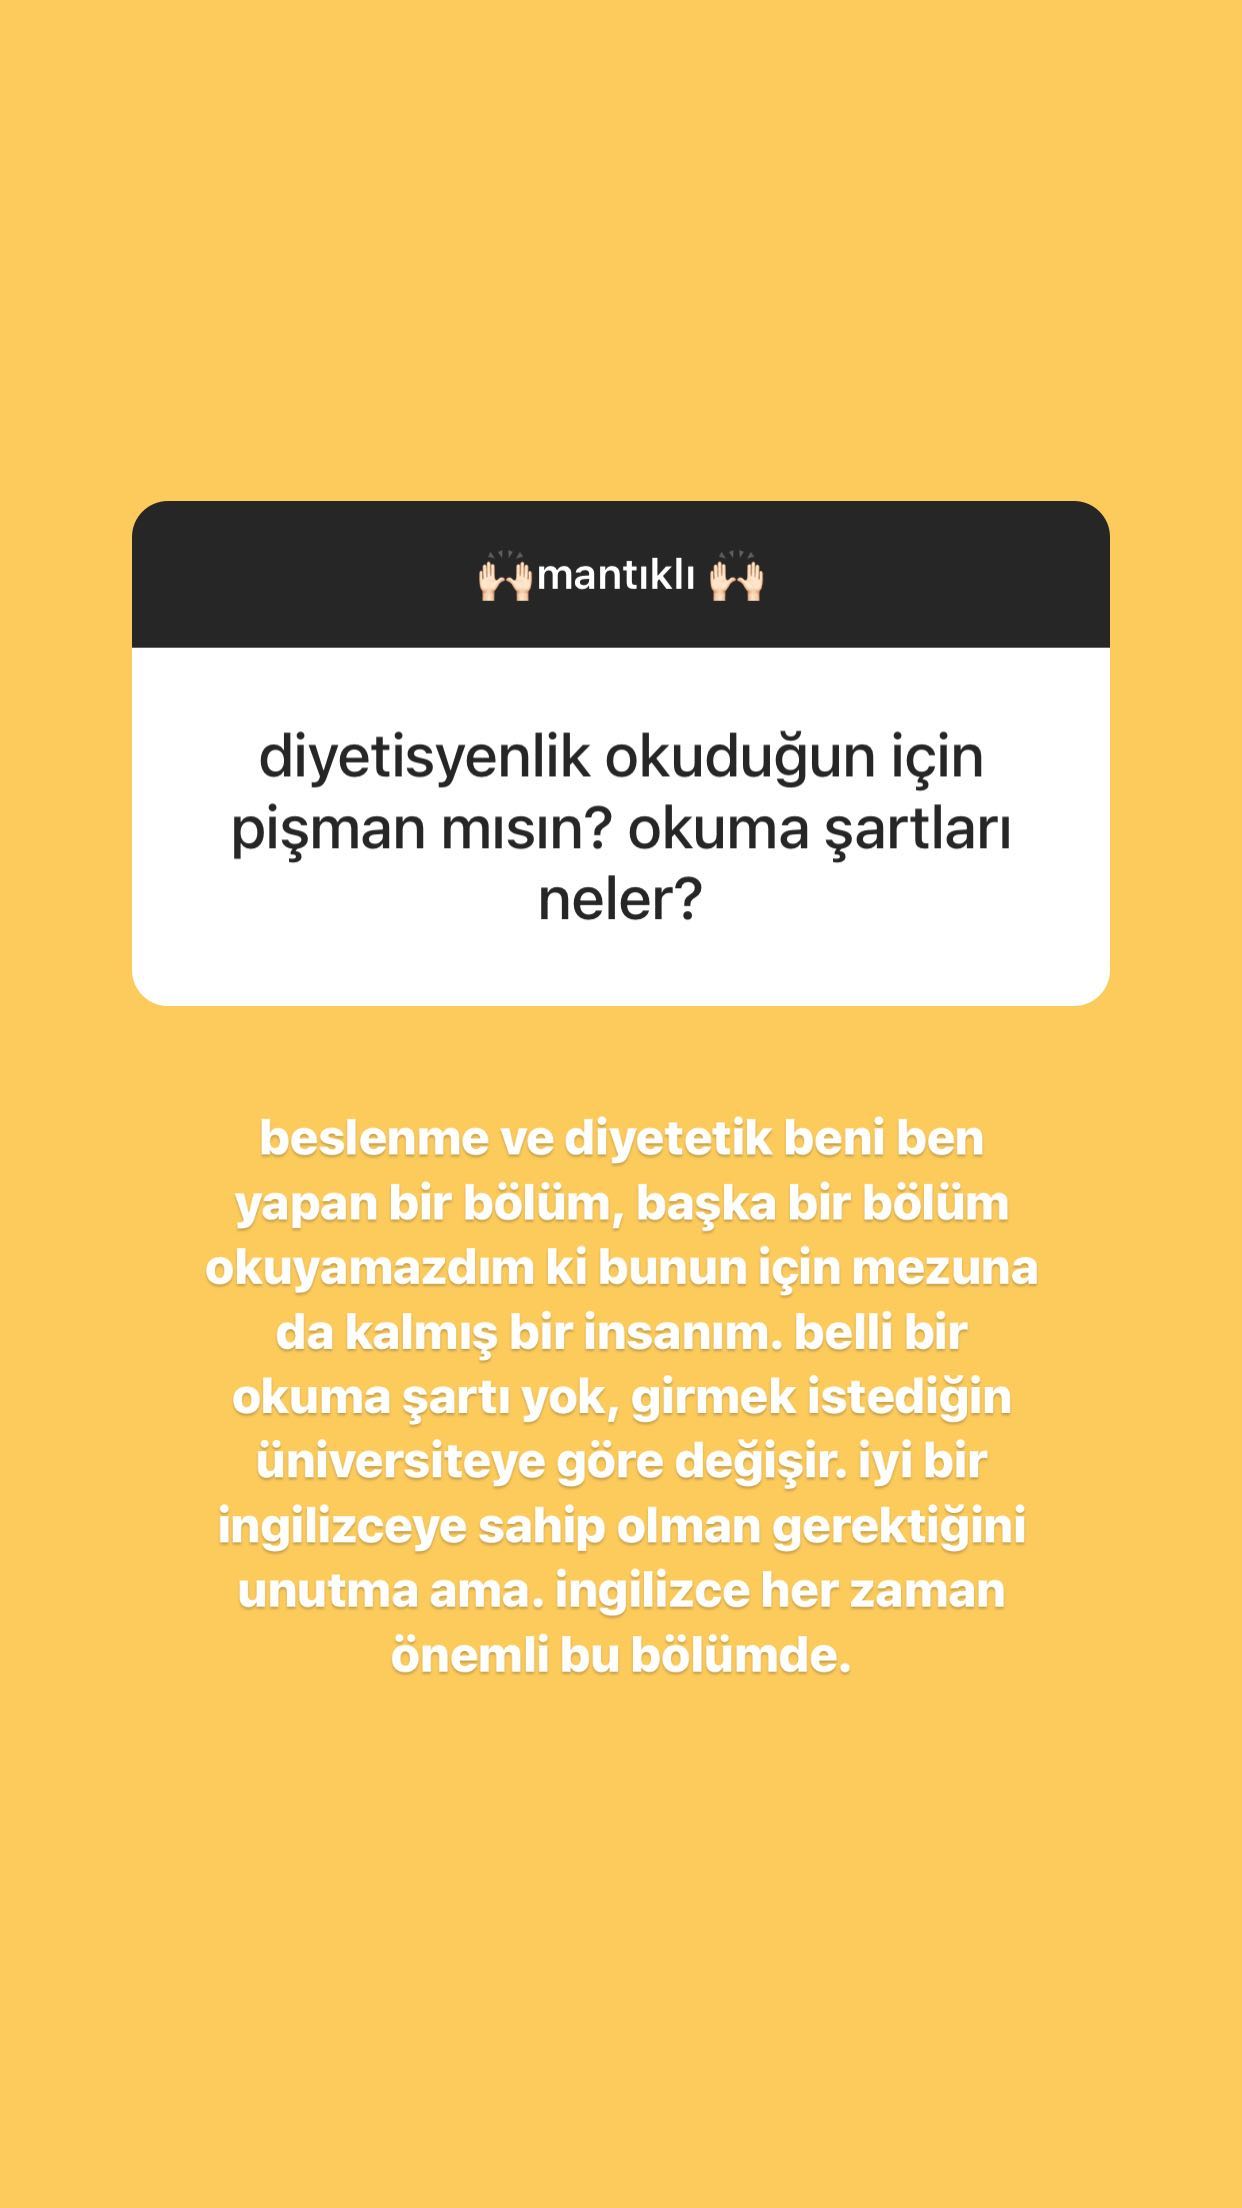 🙌🏻mantıklı 🙌🏻
diyetisyenlik okuduğun için
pişman mısın? okuma şartları
neler?
beslenme ve diyetetik beni ben
yapan bir bölüm, başka bir bölüm
okuyamazdım ki bunun için mezuna
da kalmış bir insanım. belli bir
okuma şartı yok, girmek istediğin
üniversiteye göre değişir. iyi bir
ingilizceye sahip olman gerektiğini
unutma ama. ingilizce her zaman
önemli bu bölümde.